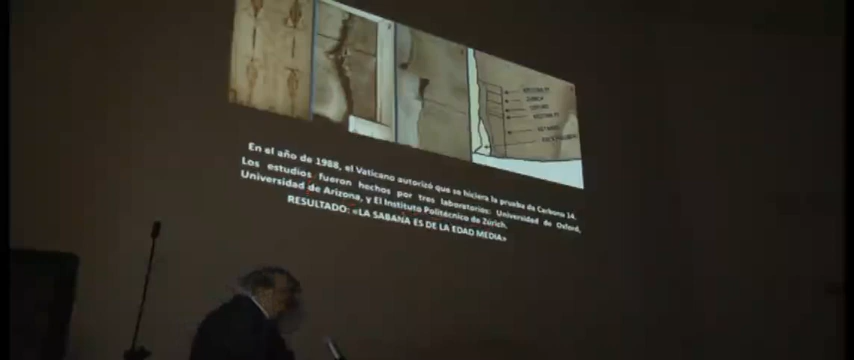 En el año de 1988, el Vaticano autorizó que se hiciera la prueba de Carbono 14.
Los estudios fueron hechos por tres laboratorios: Universidad de Oxford,
Universidad de Arizona, y El Instituto Politécnico de Zúrich.
RESULTADO: «LA SABANA ES DE LA EDAD MEDIA»